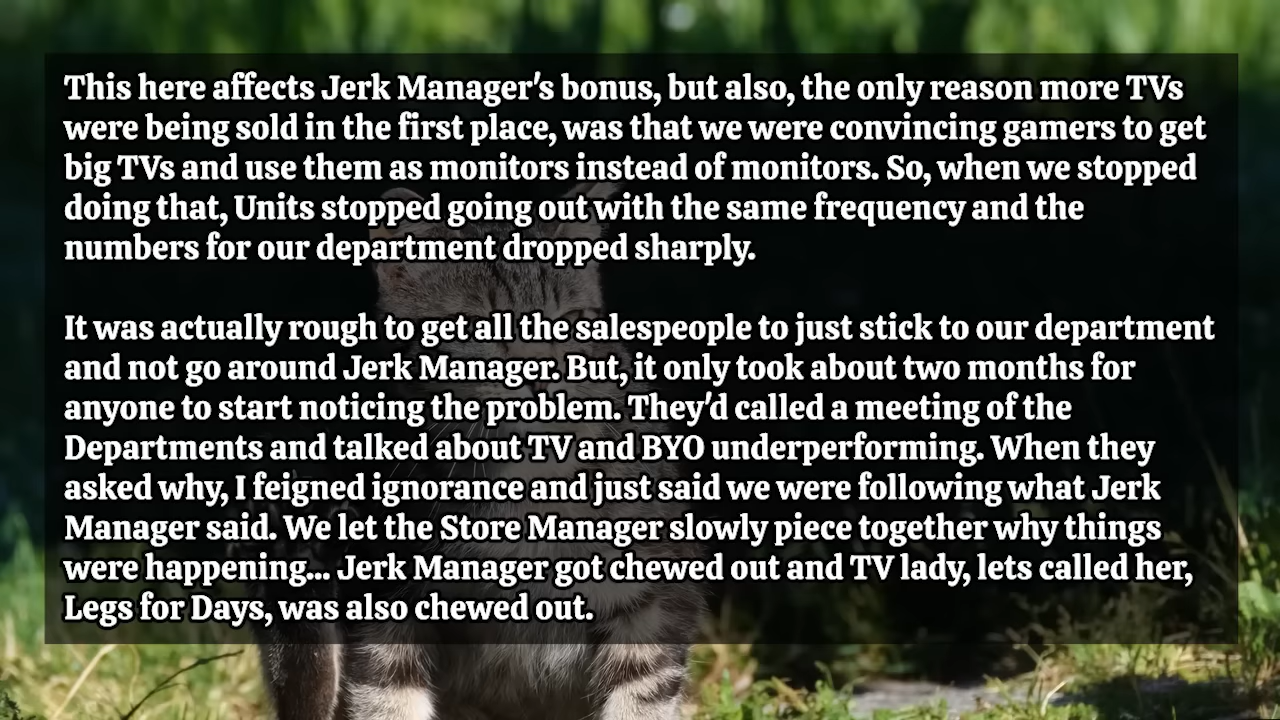 This here affects Jerk Manager's bonus, but also, the only reason more TVs
were being sold in the first place, was that we were convincing gamers to get
big TVs and use them as monitors instead of monitors. So, when we stopped
doing that, Units stopped going out with the same frequency and the
numbers for our department dropped sharply.
It was actually rough to get all the salespeople to just stick to our department
and not go around Jerk Manager. But, it only took about two months for
anyone to start noticing the problem. They'd called a meeting of the
Departments and talked about TV and BYO underperforming. When they
asked why, I feigned ignorance and just said we were following what Jerk
Manager said. We let the Store Manager slowly piece together why things
were happening... Jerk Manager got chewed out and TV lady, lets called her,
Legs for Days, was also chewed out.